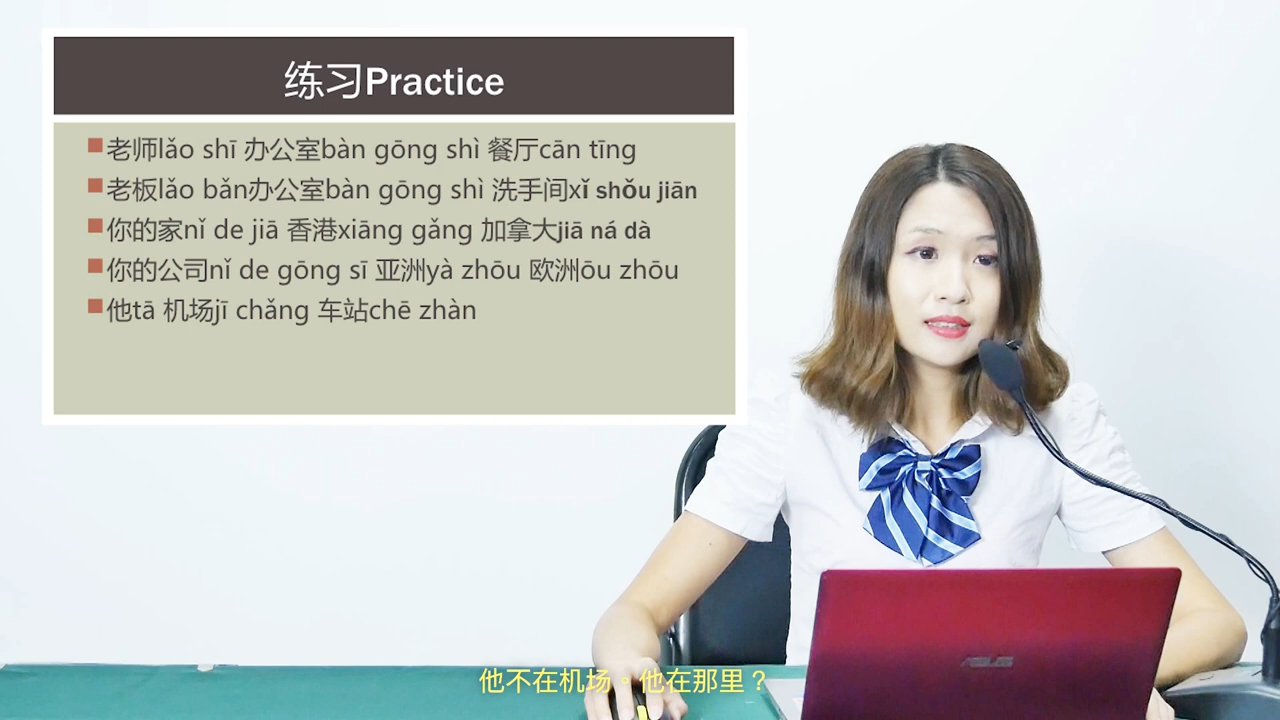 练习Practice
老师lǎo shī 办公室bàn gōng shì 餐厅cān tīng
老板lǎo bǎn办公室bàn gōng shì 洗手间xǐ shǒu jiān
你的家nǐ de jiā 香港xiāng gǎng 加拿大jiā ná dà
你的公司nǐ de gōng sī 亚洲yà zhōu 欧洲ōu zhōu
他tā 机场jī chǎng 车站chē zhàn
ASUS
他不在机场。他在那里？